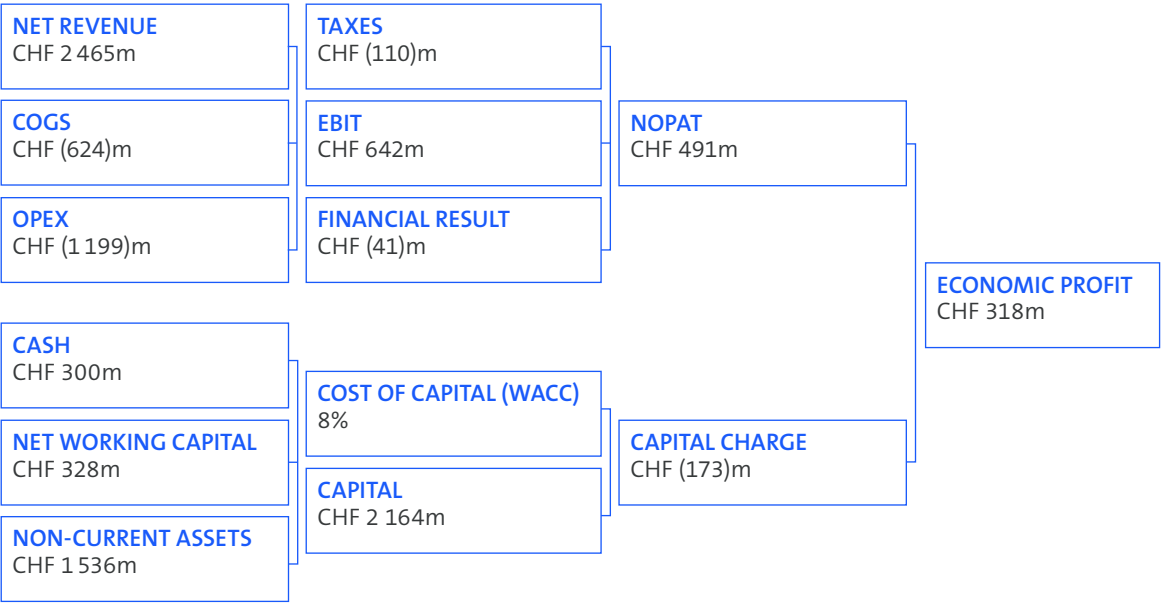 NET REVENUE
CHF 2 465m
COGS
CHF (624)m
OPEX
CHF (1 199)m
TAXES
CHF (110)m
EBIT
CHF 642m
FINANCIAL RESULT
CHF (41)m
NOPAT
CHF 491m
ECONOMIC PROFIT
CHF 318m
CASH
CHF 300m
NET WORKING CAPITAL
CHF 328m
NON-CURRENT ASSETS
CHF 1 536m
COST OF CAPITAL (WACC)
8%
CAPITAL
CHF 2 164m
CAPITAL CHARGE
CHF (173)m